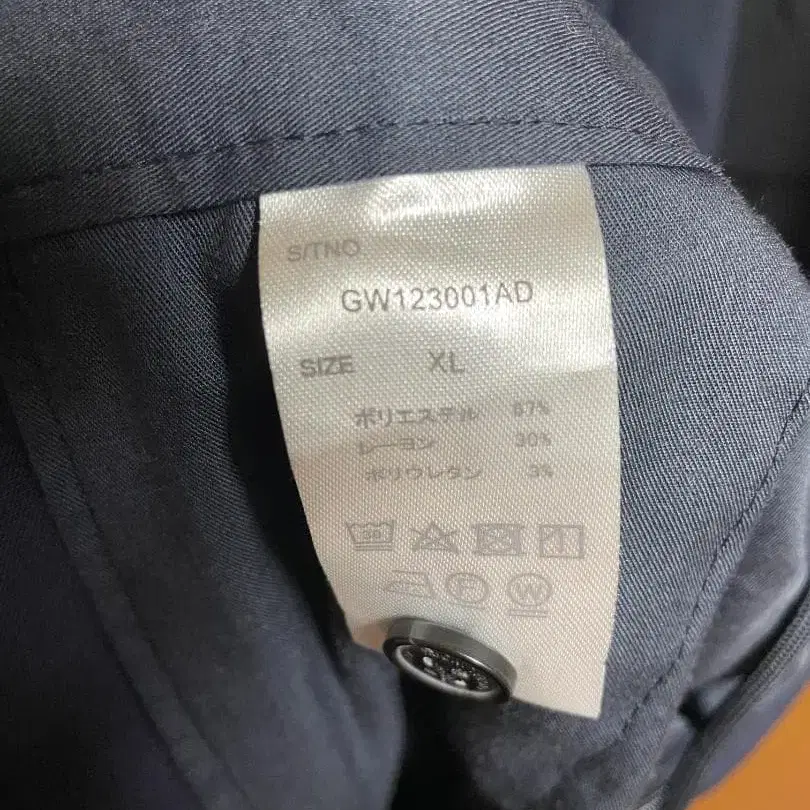 S/TNO
GW123001AD
SIZE XL
ポリエステル 67%
レーヨン 30%
ポリウレタン 3%
30
F
W